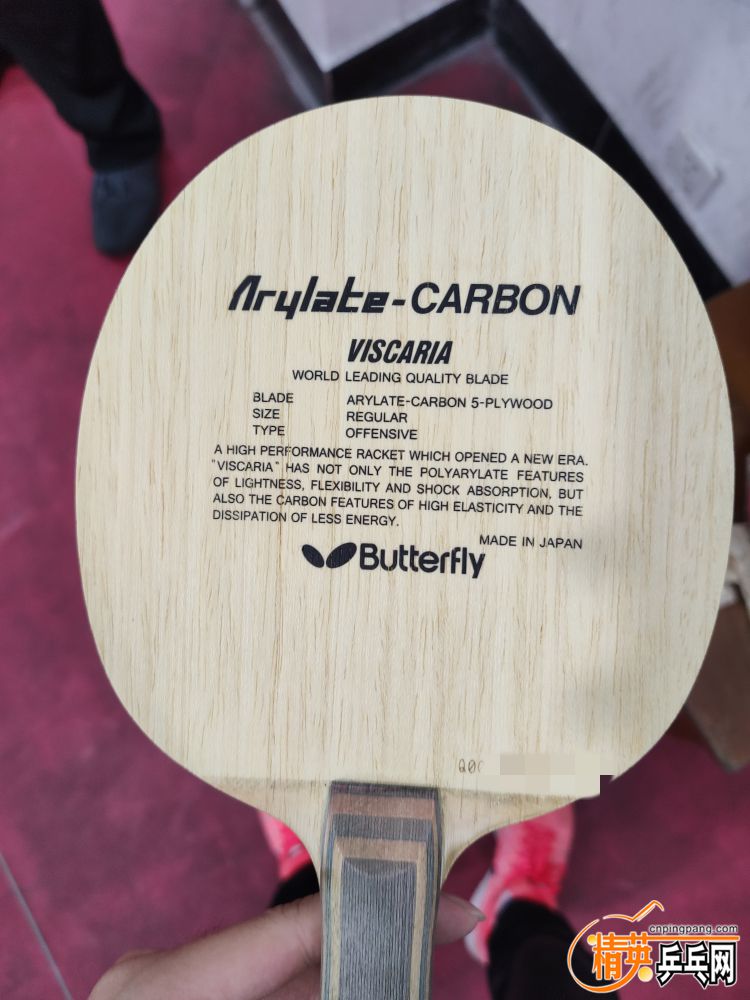 Arylate-CARBON
VISCARIA
WORLD LEADING QUALITY BLADE
BLADE ARYLATE-CARBON 5-PLYWOOD
SIZE REGULAR
TYPE OFFENSIVE
A HIGH PERFORMANCE RACKET WHICH OPENED A NEW ERA.
"VISCARIA" HAS NOT ONLY THE POLYARYLATE FEATURES
OF LIGHTNESS, FLEXIBILITY AND SHOCK ABSORPTION, BUT
ALSO THE CARBON FEATURES OF HIGH ELASTICITY AND THE
DISSIPATION OF LESS ENERGY.
MADE IN JAPAN
Butterfly
cnpingpang.com
精英乒乓网